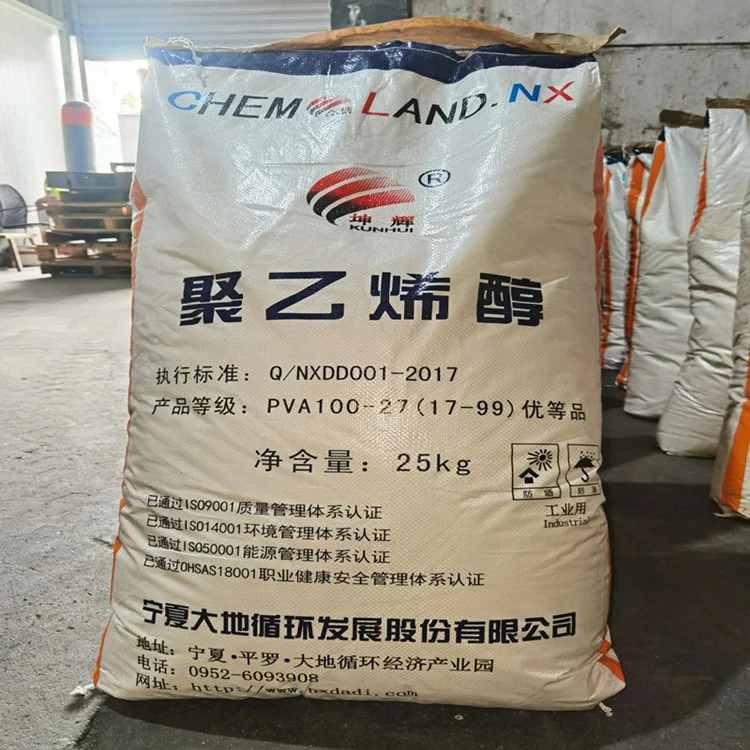 CHEM LAND-NX
®
坤辉
KUNHUI
聚乙烯醇
执行标准：Q/NXDD001-2017
产品等级：PVA100-27(17-99)优等品
净含量：25kg
防晒 防
工业用
Industrial
已通过ISO9001质量管理体系认证
已通过ISO14001环境管理体系认证
已通过ISO50001能源管理体系认证
已通过OHSAS18001职业健康安全管理体系认证
宁夏大地循环发展股份有限公司
地址：宁夏·平罗·大地循环经济产业园
电话：0952-6093908
网址：http://www.nxdadi.com